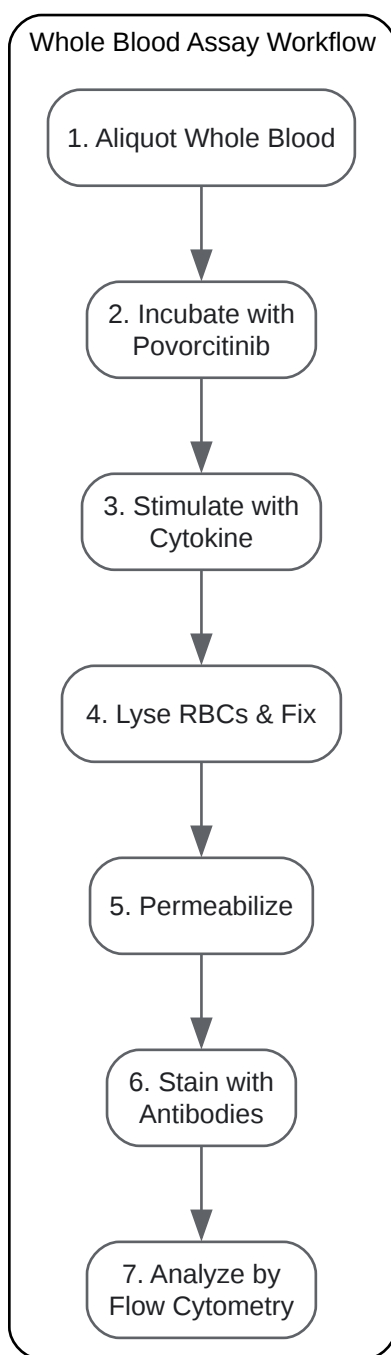 Whole Blood Assay Workflow
1. Aliquot Whole Blood
2. Incubate with
Povorcitinib
3. Stimulate with
Cytokine
4. Lyse RBCs & Fix
5. Permeabilize
6. Stain with
Antibodies
7. Analyze by
Flow Cytometry